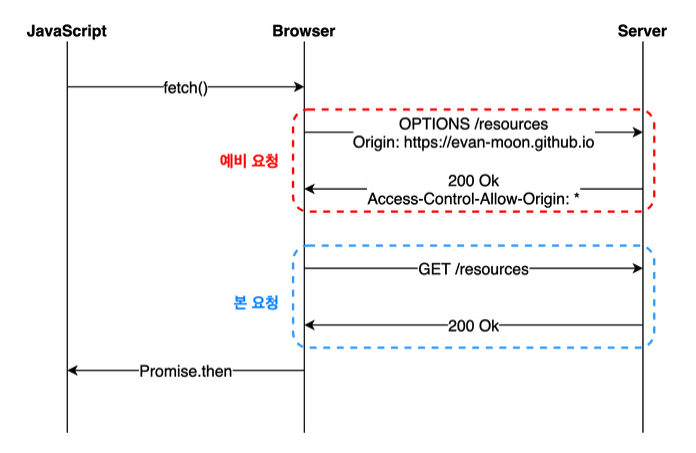 JavaScript
Browser
Server
fetch()
예비 요청
OPTIONS /resources
Origin: https://evan-moon.github.io
200 Ok
Access-Control-Allow-Origin: *
본 요청
GET /resources
200 Ok
Promise.then